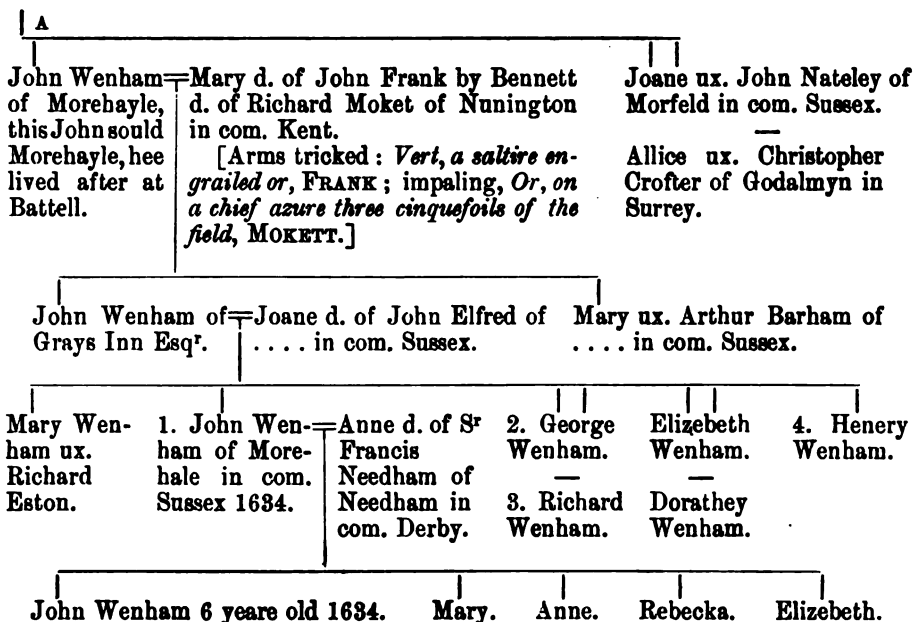 A
John Wenham
of Morehayle,
this John sould
Morehayle, hee
lived after at
Battell.
Mary d. of John Frank by Bennett
d. of Richard Moket of Nunington
in com. Kent.
[Arms tricked : Vert, a saltire en-
grailed or, FRANK ; impaling, Or, on
a chief azure three cinquefoils of the
field, MOKETT.]
Joane ux. John Nateley of
Morfeld in com. Sussex.
—
Allice ux. Christopher
Crofter of Godalmyn in
Surrey.
John Wenham of
Grays Inn Esqr.
Joane d. of John Elfred of
. . . . in com. Sussex.
Mary ux. Arthur Barham of
. . . . in com. Sussex.
Mary Wen-
ham ux.
Richard
Eston.
1. John Wen-
ham of More-
hale in com.
Sussex 1634.
Anne d. of Sr
Francis
Needham of
Needham in
com. Derby.
2. George
Wenham.
—
3. Richard
Wenham.
Elizebeth
Wenham.
—
Dorathey
Wenham.
4. Henery
Wenham.
John Wenham 6 yeare old 1634.
Mary.
Anne.
Rebecka.
Elizebeth.